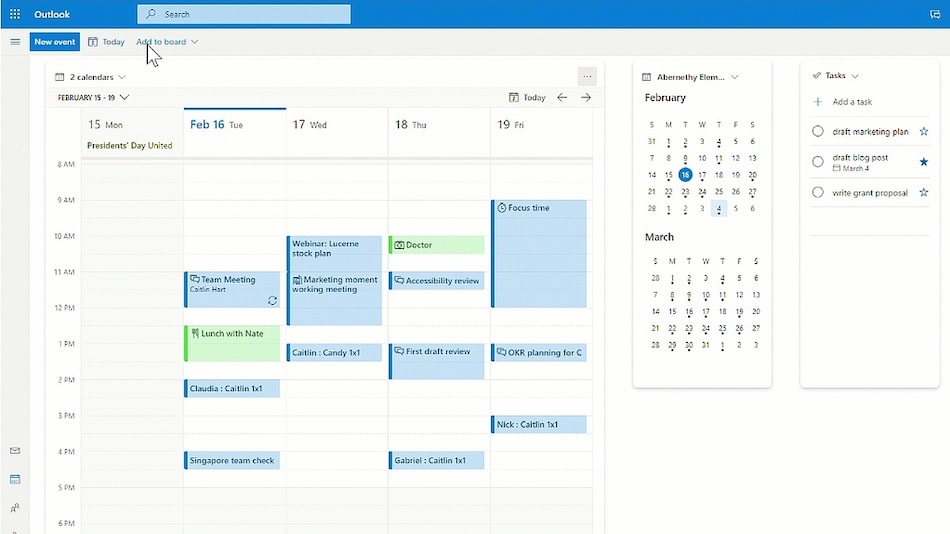 Outlook
Search
New event
Today
Add to board
2 calendars
...
FEBRUARY 15 - 19
Today
15 Mon
Feb 16 Tue
17 Wed
18 Thu
19 Fri
Presidents' Day United
8 AM
9 AM
10 AM
11 AM
12 PM
1 PM
2 PM
3 PM
4 PM
5 PM
6 PM
Team Meeting
Caitlin Hart
Lunch with Nate
Claudia : Caitlin 1x1
Singapore team check
Webinar: Lucerne
stock plan
Marketing moment
working meeting
Caitlin : Candy 1x1
Doctor
Accessibility review
First draft review
Gabriel : Caitlin 1x1
Focus time
OKR planning for C
Nick : Caitlin 1x1
Abernethy Elem...
February
S M T W T F S
31 1 2 3 4 5 6
7 8 9 10 11 12 13
14 15 16 17 18 19 20
21 22 23 24 25 26 27
28 1 2 3 4 5 6
March
S M T W T F S
28 1 2 3 4 5 6
7 8 9 10 11 12 13
14 15 16 17 18 19 20
21 22 23 24 25 26 27
28 29 30 31 1 2 3
Tasks
Add a task
draft marketing plan
draft blog post
March 4
write grant proposal